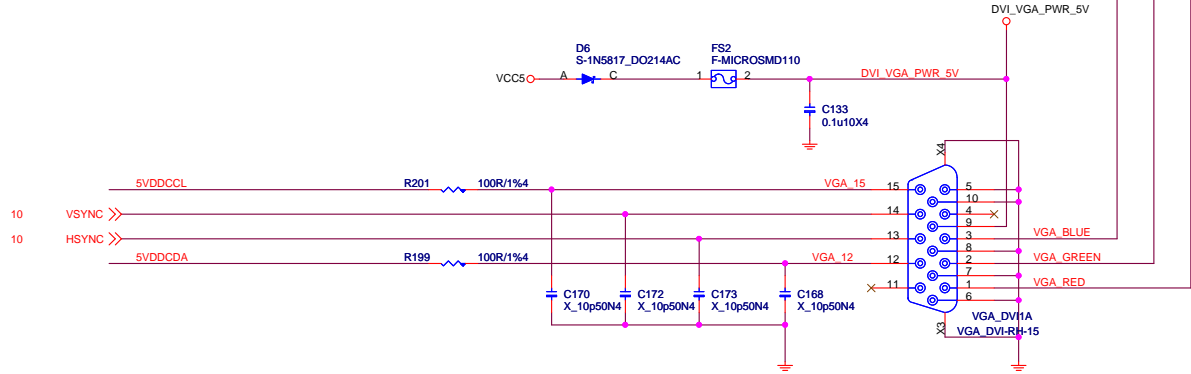 DVI_VGA_PWR_5V
D6
S-1N5817_DO214AC
FS2
F-MICROSMD110
VCC5
A
C
1
2
DVI_VGA_PWR_5V
C133
0.1u10X4
X4
5VDDCCL
R201
100R/1%4
VGA_15
15
5
10
10
VSYNC
14
4
9
10
HSYNC
13
3
VGA_BLUE
8
5VDDCDA
R199
100R/1%4
VGA_12
12
2
VGA_GREEN
7
11
1
VGA_RED
6
C170
X_10p50N4
C172
X_10p50N4
C173
X_10p50N4
C168
X_10p50N4
X3
VGA_DVI1A
VGA_DVI-RH-15